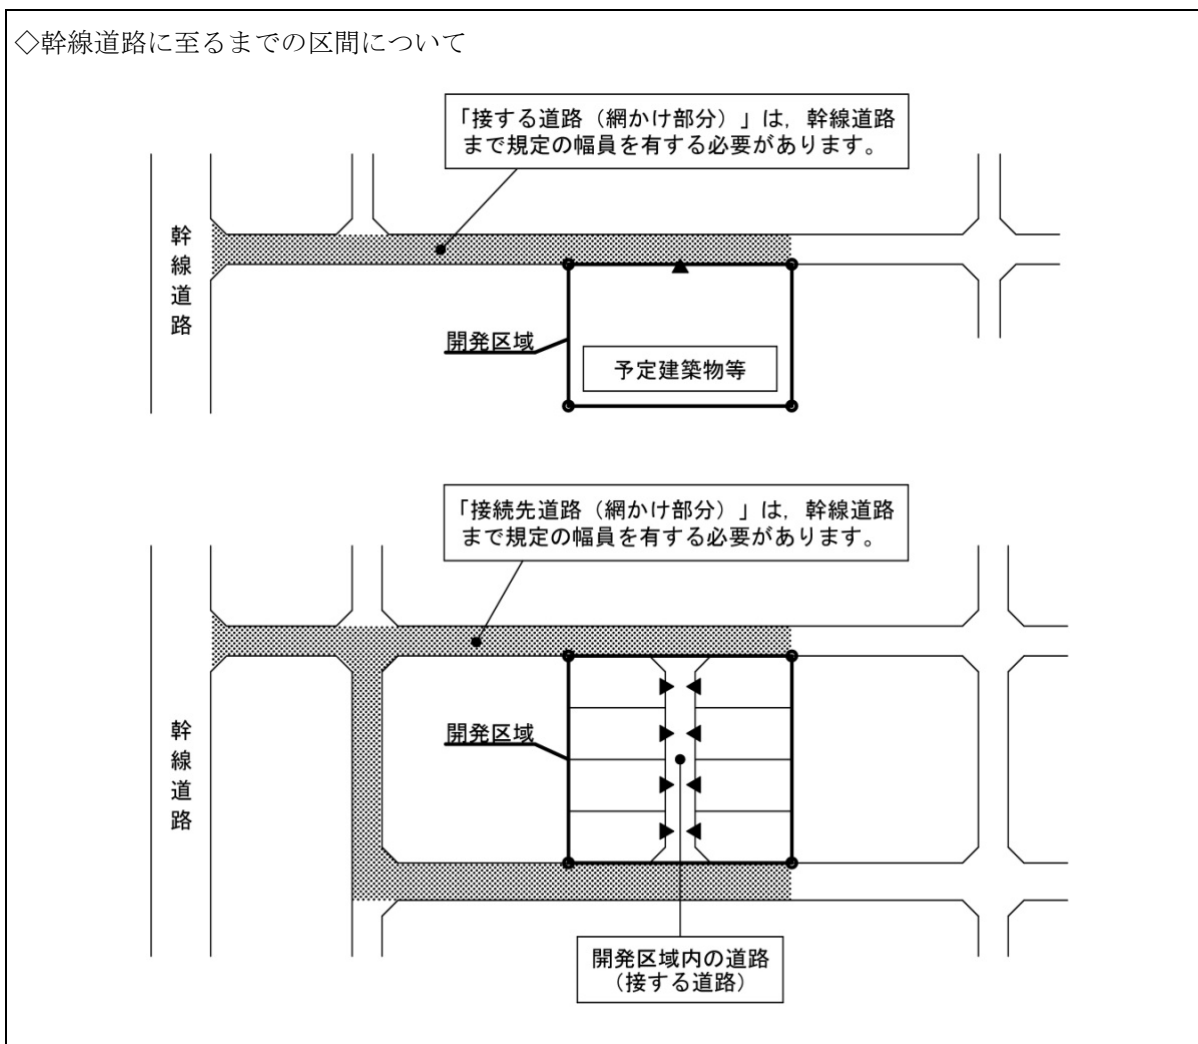 ◇幹線道路に至るまでの区間について
「接する道路（網かけ部分）」は，幹線道路
まで規定の幅員を有する必要があります。
幹線道路
開発区域
予定建築物等
「接続先道路（網かけ部分）」は，幹線道路
まで規定の幅員を有する必要があります。
幹線道路
開発区域
開発区域内の道路
（接する道路）